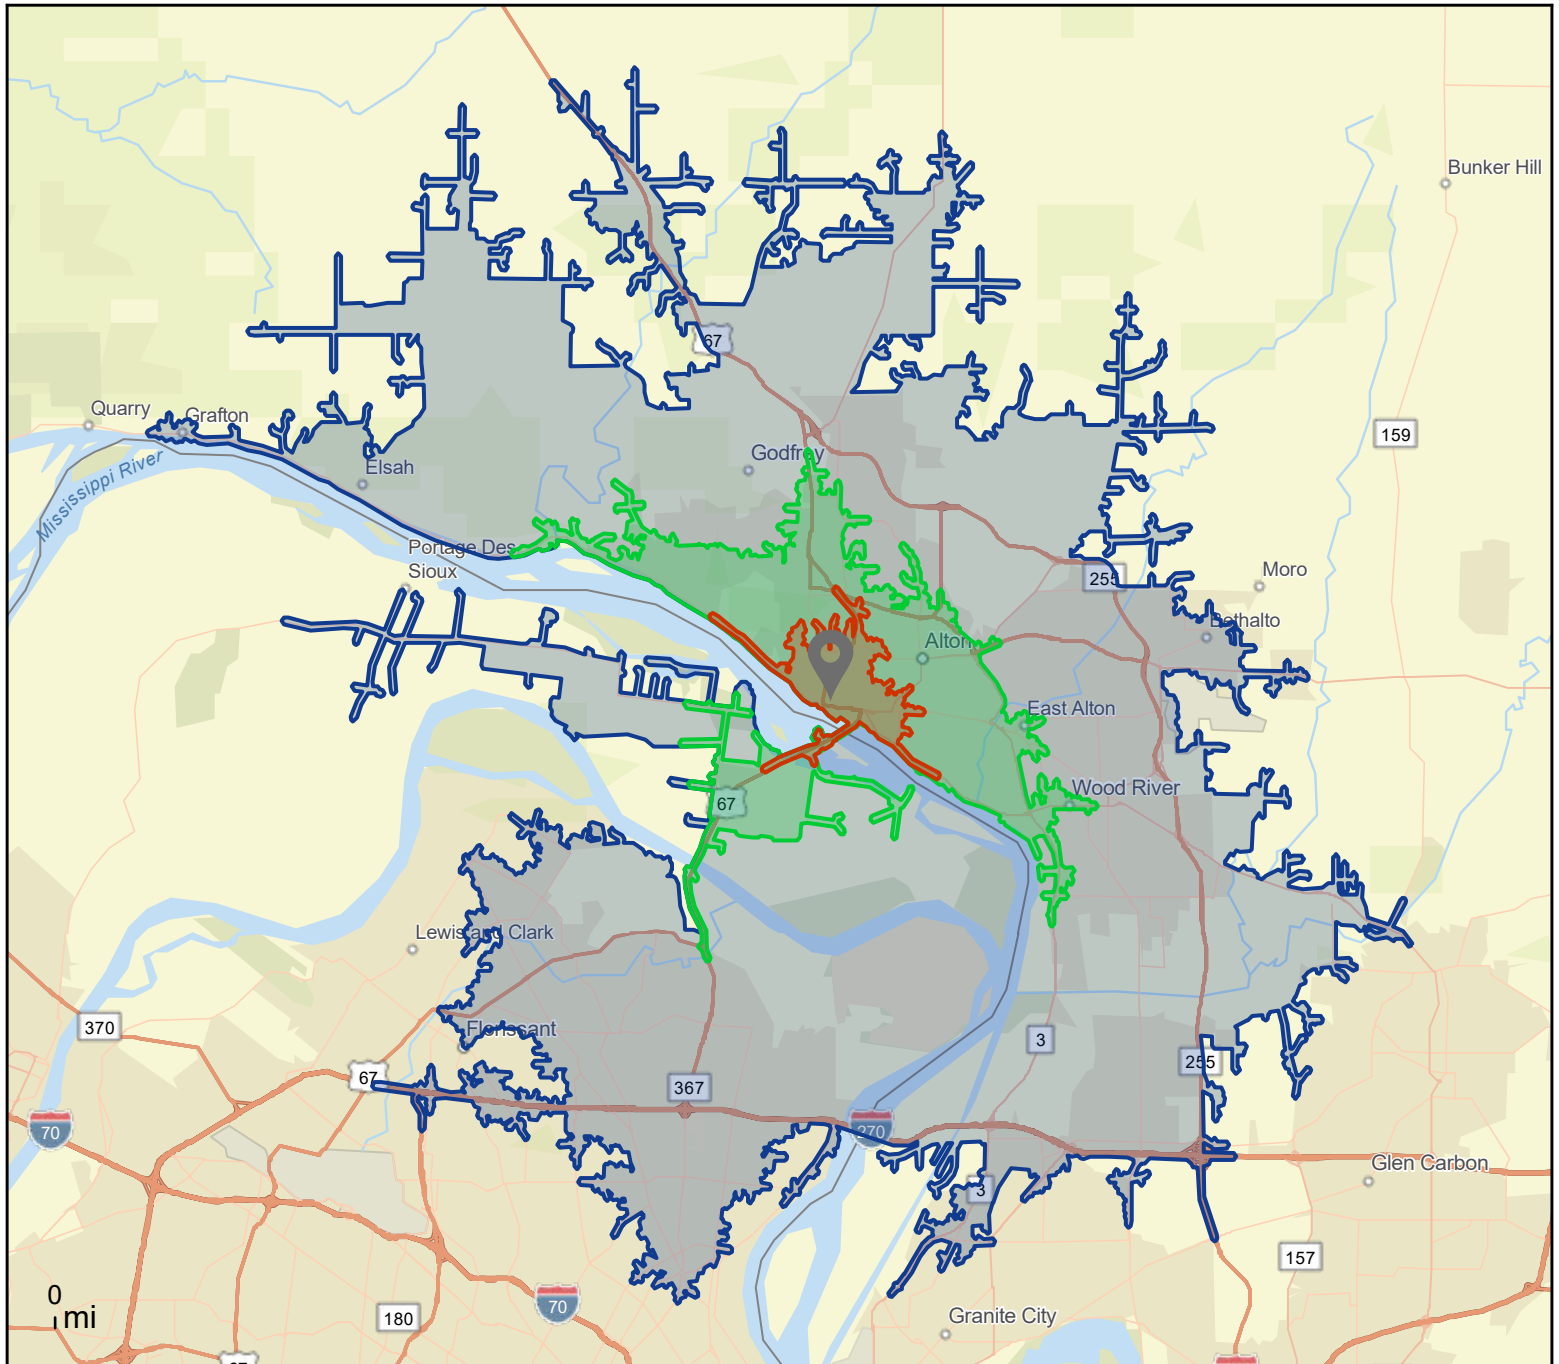 Bunker Hill
67
Quarry
Grafton
159
Godfrey
Elsah
Mississippi River
Portage Des
Sioux
255
Moro
Bethalto
Alton
East Alton
Wood River
67
Lewis and Clark
370
Florissant
3
255
67
367
70
270
Glen Carbon
3
157
0
mi
70
180
Granite City
67